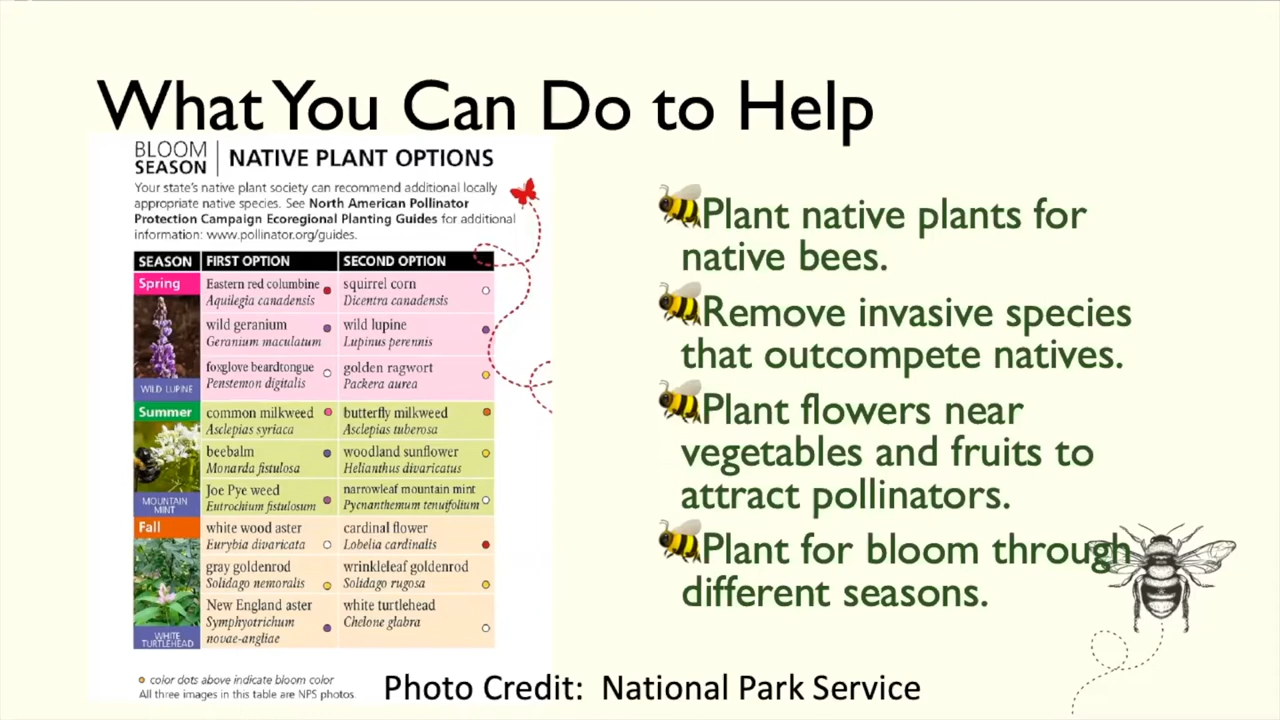 What You Can Do to Help
BLOOM SEASON | NATIVE PLANT OPTIONS
Your state's native plant society can recommend additional locally
appropriate native species. See North American Pollinator
Protection Campaign Ecoregional Planting Guides for additional
information: www.pollinator.org/guides.
SEASON FIRST OPTION SECOND OPTION
Spring
Eastern red columbine
Aquilegia canadensis
squirrel corn
Dicentra canadensis
wild geranium
Geranium maculatum
wild lupine
Lupinus perennis
foxglove beardtongue
Penstemon digitalis
golden ragwort
Packera aurea
WILD LUPINE
Summer
common milkweed
Asclepias syriaca
butterfly milkweed
Asclepias tuberosa
beebalm
Monarda fistulosa
woodland sunflower
Helianthus divaricatus
Joe Pye weed
Eutrochium fistulosum
narrowleaf mountain mint
Pycnanthemum tenuifolium
MOUNTAIN
MINT
Fall
white wood aster
Eurybia divaricata
cardinal flower
Lobelia cardinalis
gray goldenrod
Solidago nemoralis
wrinkleleaf goldenrod
Solidago rugosa
New England aster
Symphyotrichum
novae-angliae
white turtlehead
Chelone glabra
WHITE
TURTLEHEAD
color dots above indicate bloom color
All three images in this table are NPS photos.
Plant native plants for
native bees.
Remove invasive species
that outcompete natives.
Plant flowers near
vegetables and fruits to
attract pollinators.
Plant for bloom through
different seasons.
Photo Credit: National Park Service